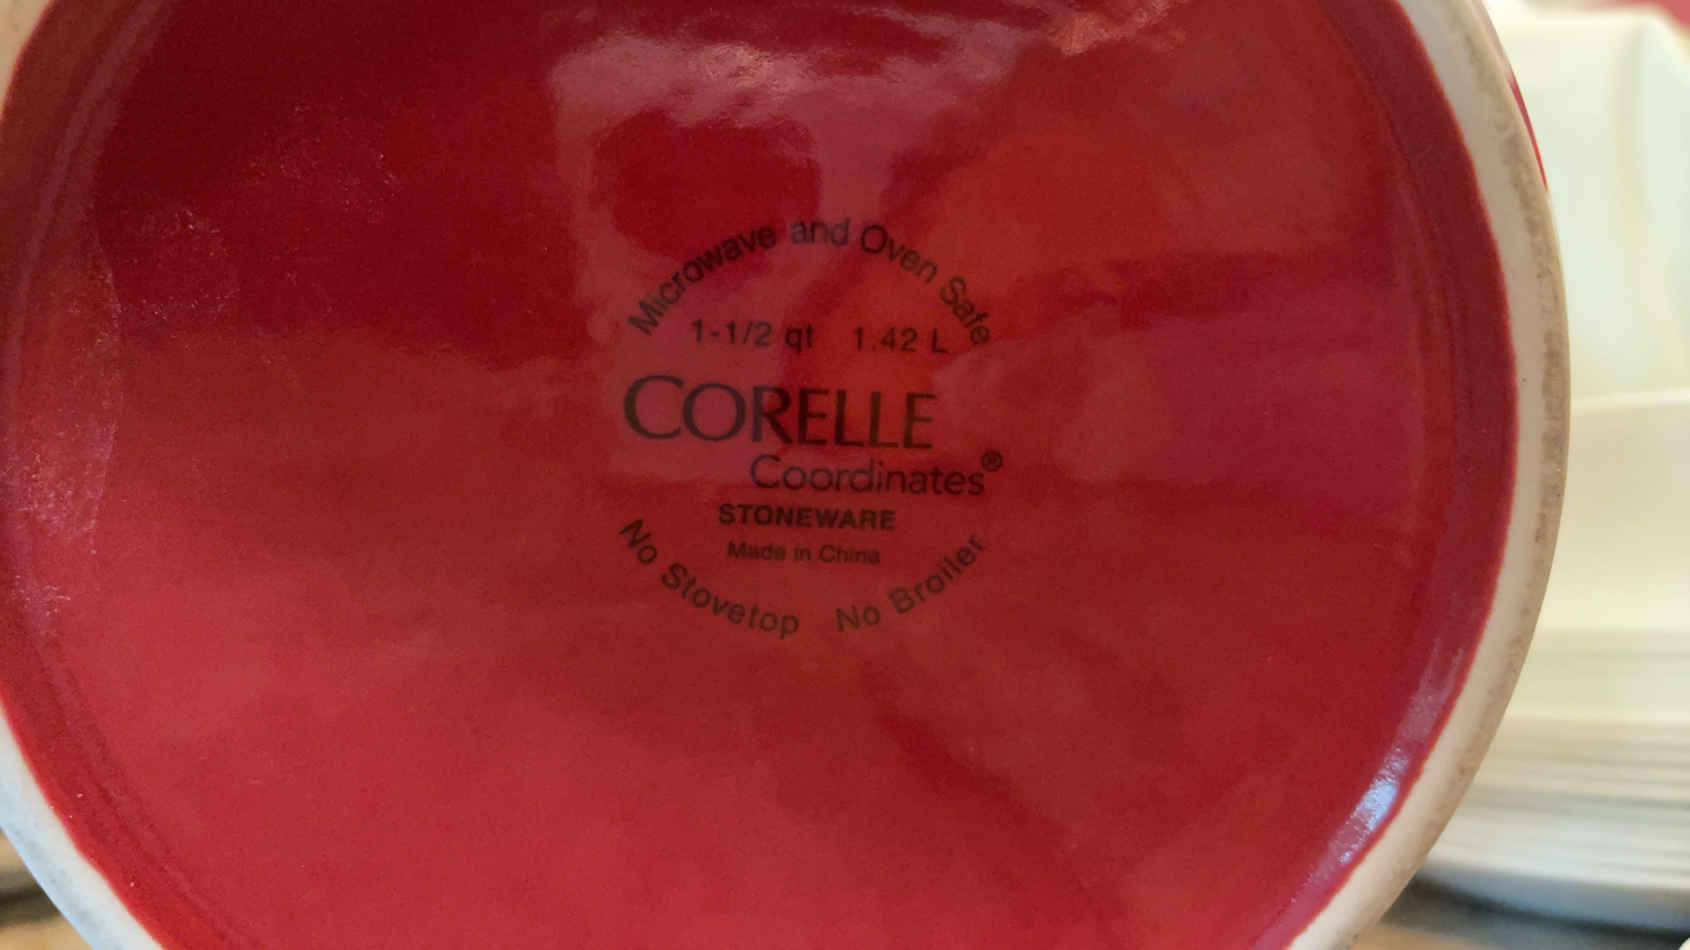 Microwave and Oven Safe
1-1/2 qt 1.42 L
CORELLE
Coordinates®
STONEWARE
Made in China
No Stovetop No Broiler